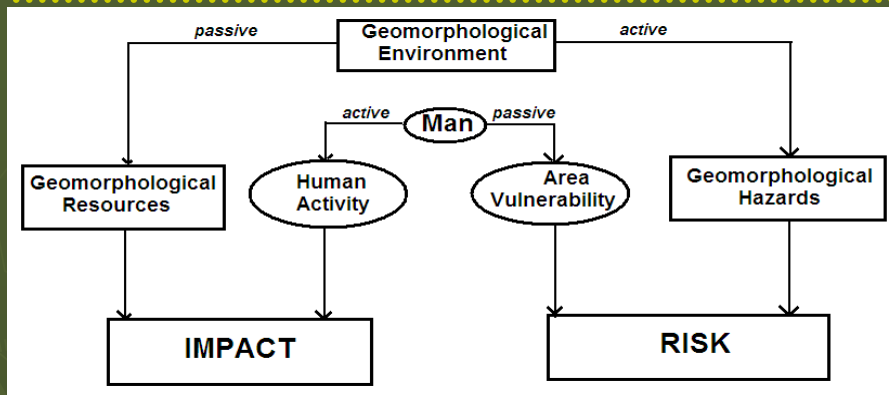 Geomorphological
Environment
passive
active
Man
active
passive
Geomorphological
Resources
Human
Activity
Area
Vulnerability
Geomorphological
Hazards
IMPACT
RISK